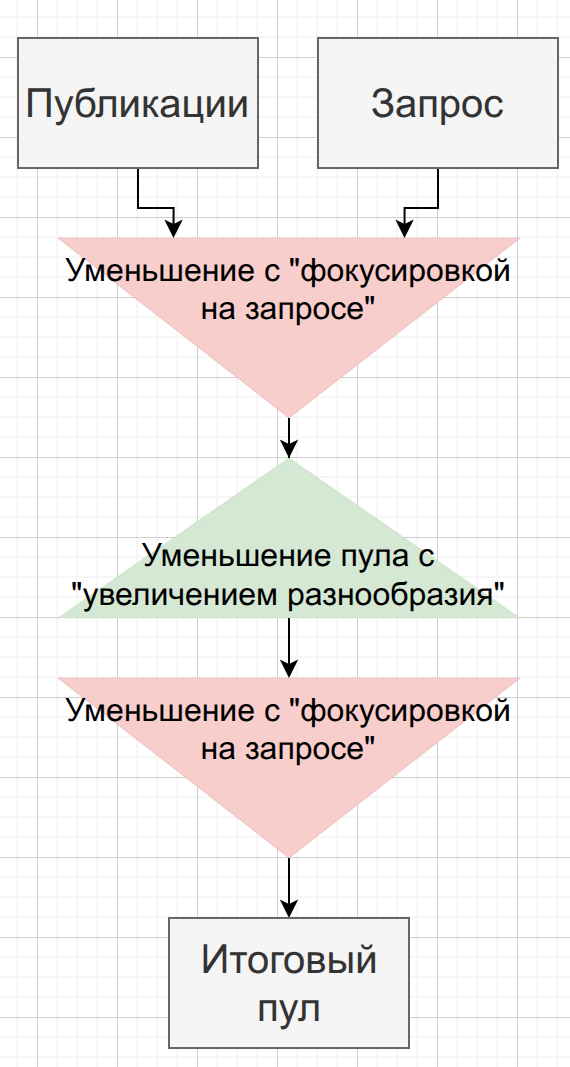 Публикации
Запрос
Уменьшение с "фокусировкой
на запросе"
Уменьшение пула с
"увеличением разнообразия"
Уменьшение с "фокусировкой
на запросе"
Итоговый
пул